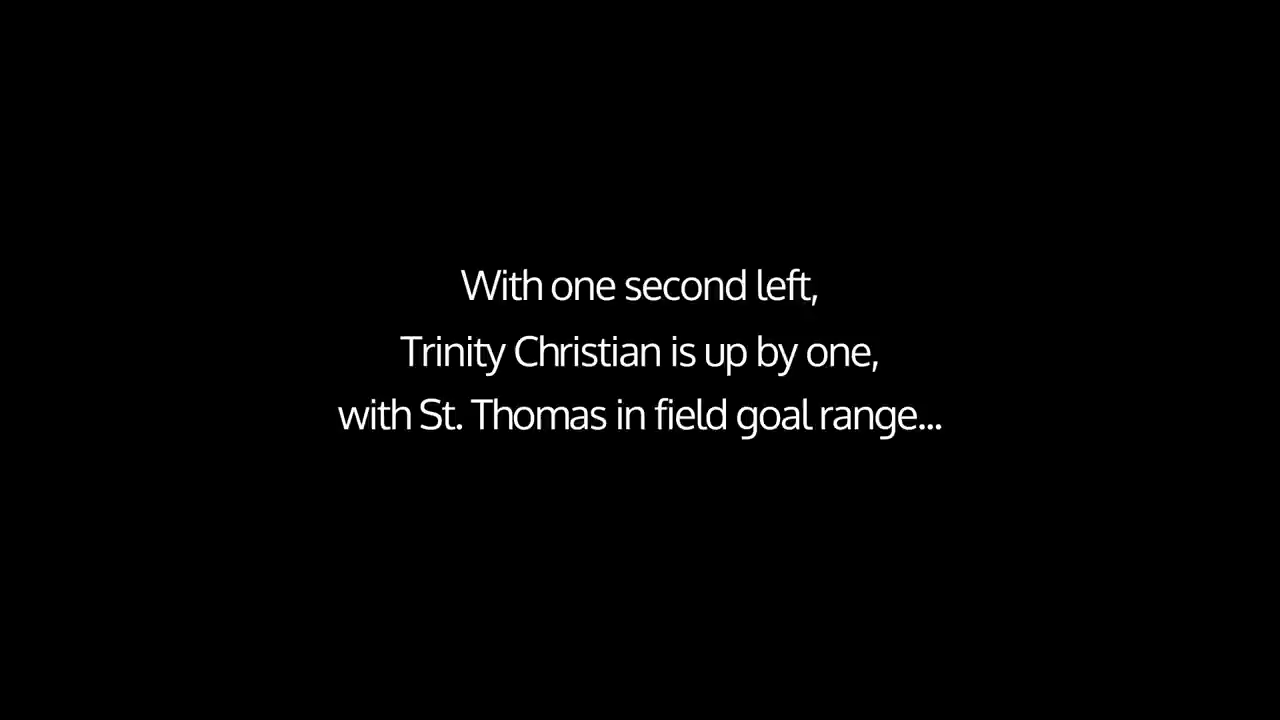 With one second left,
Trinity Christian is up by one,
with St. Thomas in field goal range...